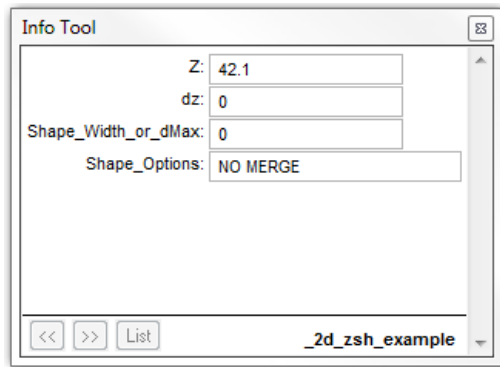 Info Tool
Z: 42.1
dz: 0
Shape_Width_or_dMax: 0
Shape_Options: NO MERGE
<< >> List _2d_zsh_example